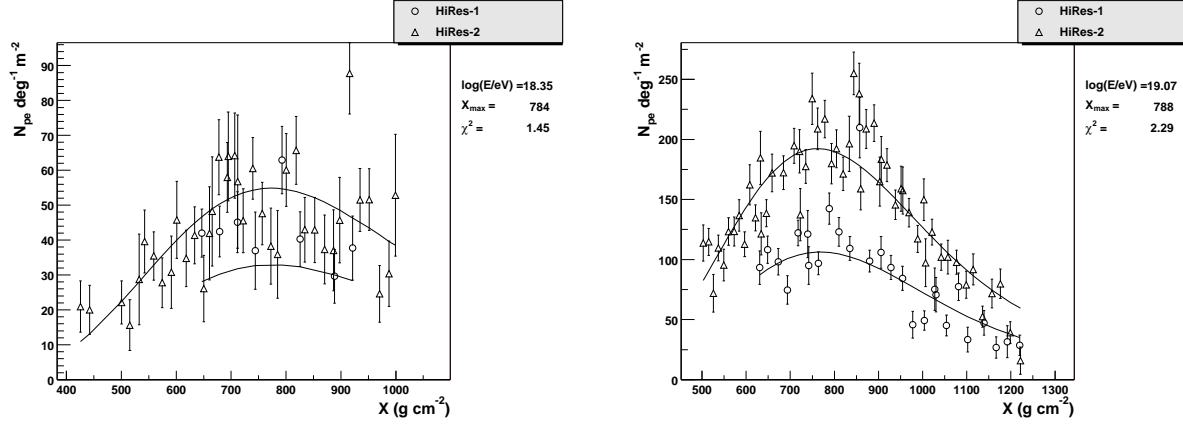 HiRes-1
HiRes-2
N_pe deg^-1 m^-2
90
80
70
60
50
40
30
20
10
0
400 500 600 700 800 900 1000
X (g cm^-2)
log(E/eV) =18.35
X_max = 784
χ^2 = 1.45
HiRes-1
HiRes-2
N_pe deg^-1 m^-2
250
200
150
100
50
0
500 600 700 800 900 1000 1100 1200 1300
X (g cm^-2)
log(E/eV) =19.07
X_max = 788
χ^2 = 2.29